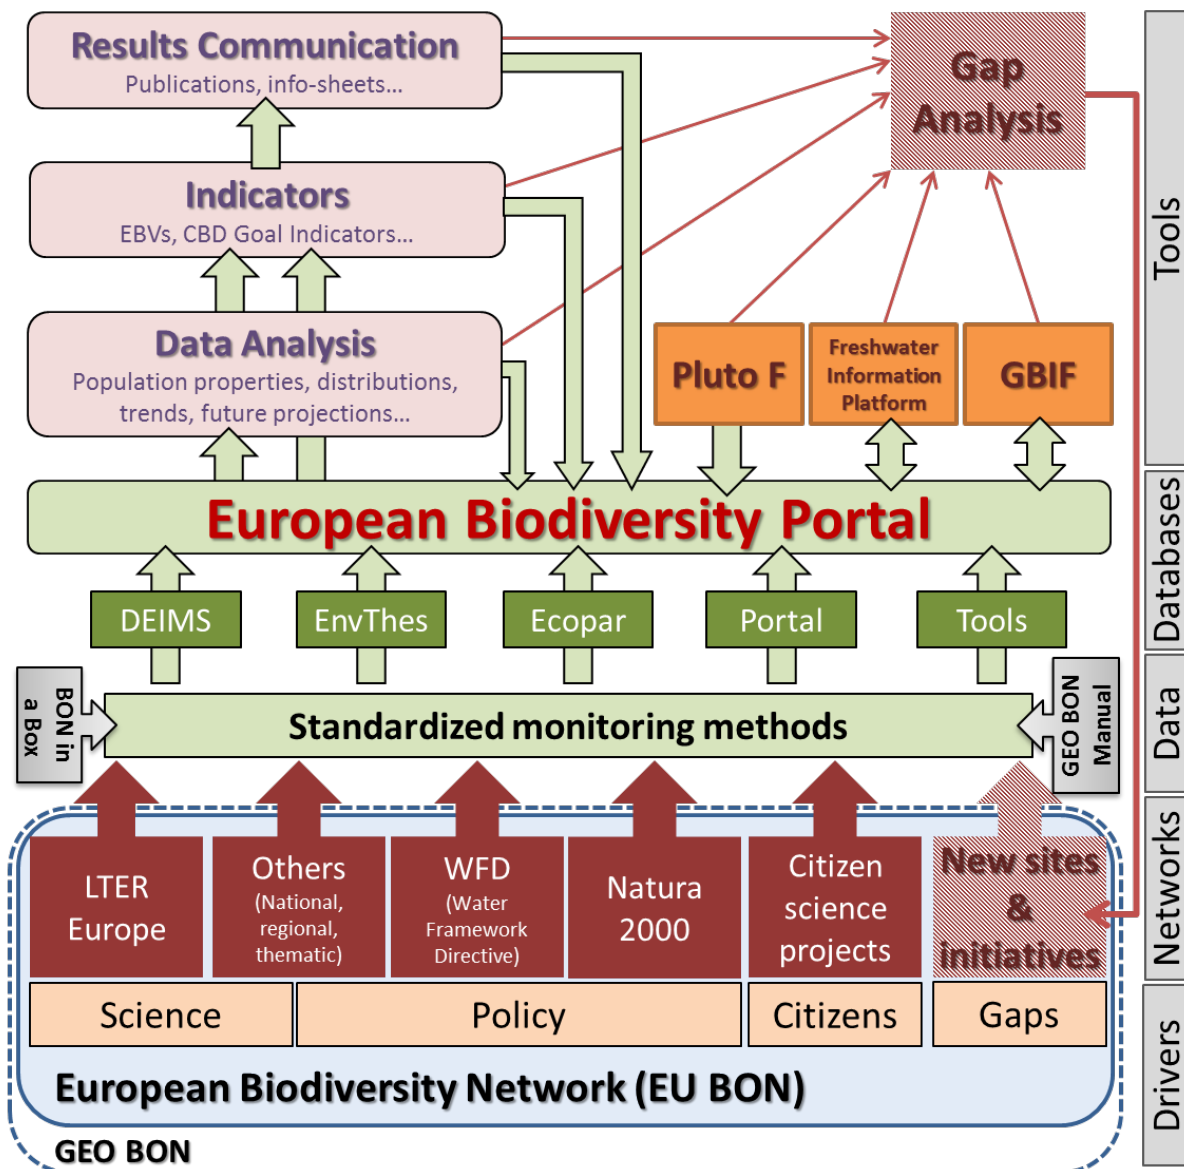 Results Communication
Publications, info-sheets...
Gap
Analysis
Indicators
EBVs, CBD Goal Indicators...
Data Analysis
Population properties, distributions,
trends, future projections...
Pluto F
Freshwater
Information
Platform
GBIF
Tools
European Biodiversity Portal
Databases
DEIMS
EnvThes
Ecopar
Portal
Tools
BON in
a Box
Standardized monitoring methods
GEO BON
Manual
Data
LTER
Europe
Others
(National,
regional,
thematic)
WFD
(Water
Framework
Directive)
Natura
2000
Citizen
science
projects
New sites
&
initiatives
Networks
Science
Policy
Citizens
Gaps
European Biodiversity Network (EU BON)
Drivers
GEO BON